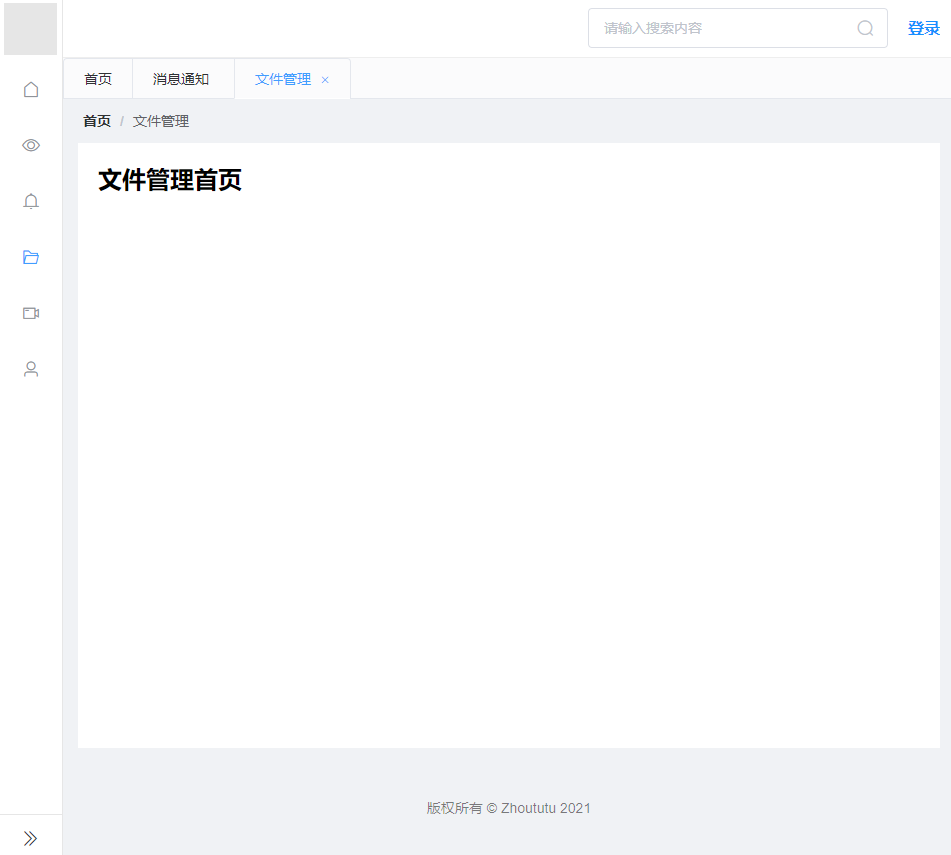 请输入搜索内容 登录
首页 消息通知 文件管理 ×
首页 / 文件管理
文件管理首页
版权所有 © Zhoututu 2021